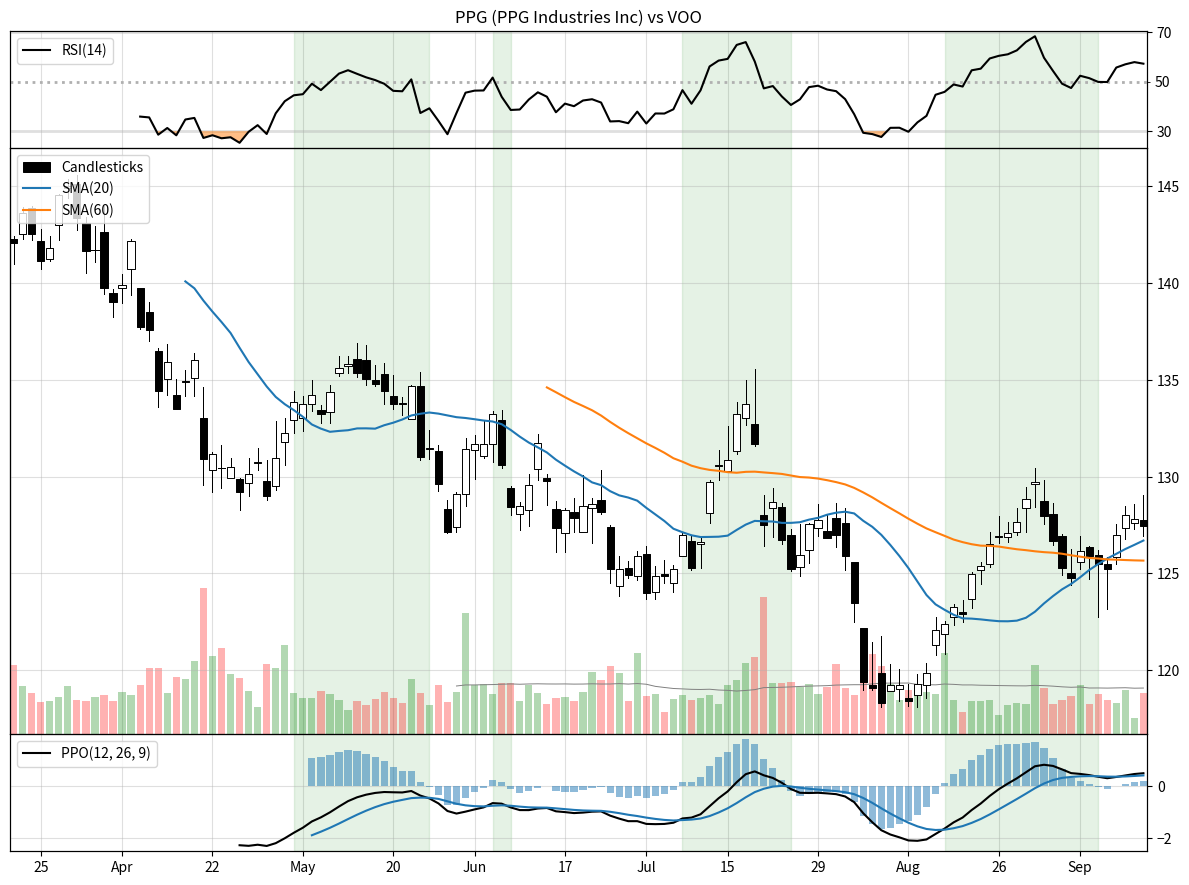 PPG (PPG Industries Inc) vs VOO
RSI(14)
70
50
30
Candlesticks
SMA(20)
SMA(60)
145
140
135
130
125
120
PPO(12, 26, 9)
0
−2
25 Apr 22 May 20 Jun 17 Jul 15 29 Aug 26 Sep